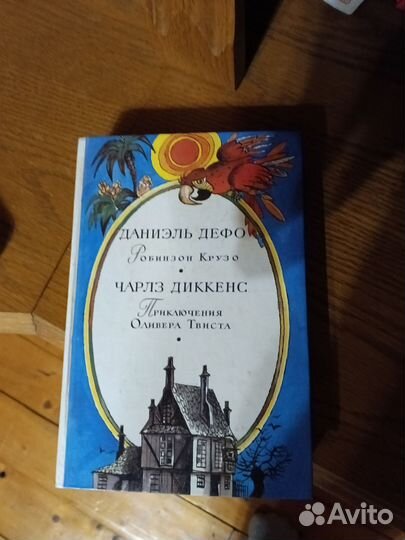 ДАНИЭЛЬ ДЕФО
Робинзон Крузо
•
ЧАРЛЗ ДИККЕНС
Приключения
Оливера Твиста
•
Avito